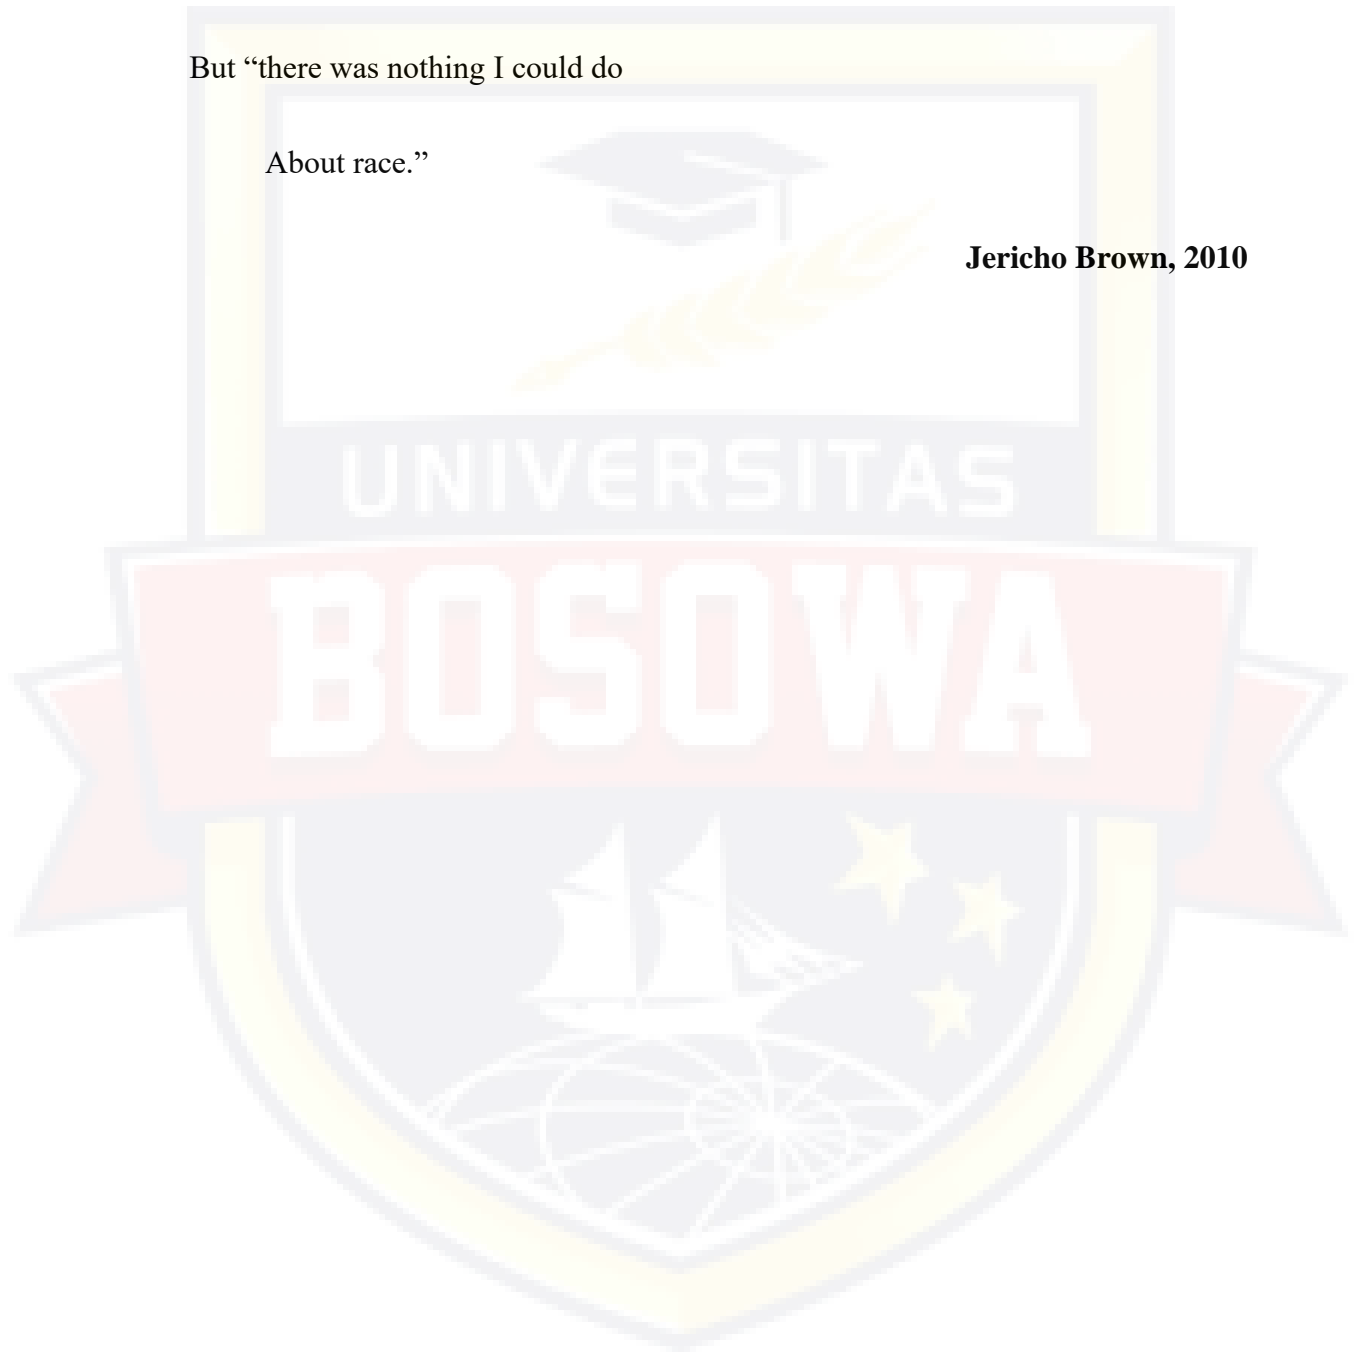 But “there was nothing I could do
About race.”
Jericho Brown, 2010
UNIVERSITAS
BOSOWA